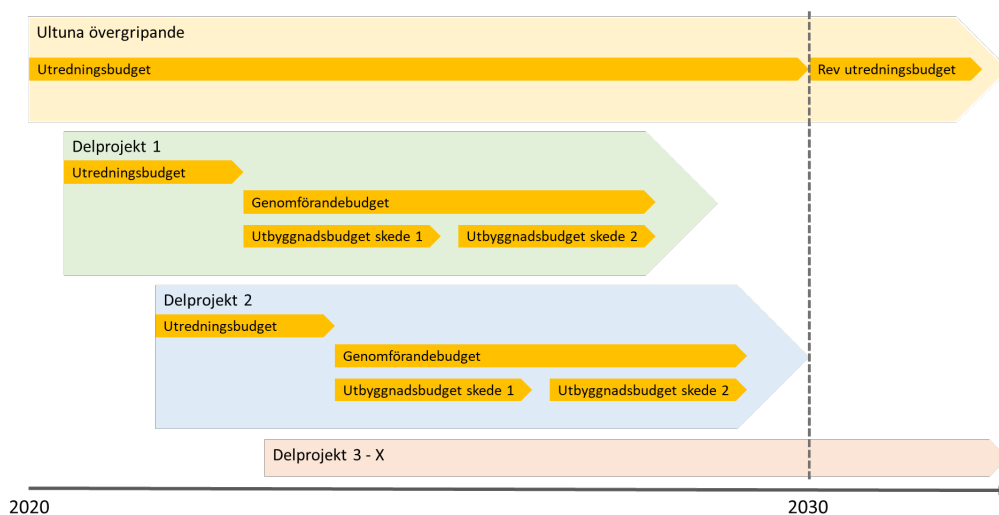 Ultuna övergripande
Utredningsbudget
Rev utredningsbudget
Delprojekt 1
Utredningsbudget
Genomförandebudget
Utbyggnadsbudget skede 1
Utbyggnadsbudget skede 2
Delprojekt 2
Utredningsbudget
Genomförandebudget
Utbyggnadsbudget skede 1
Utbyggnadsbudget skede 2
Delprojekt 3 - X
2020
2030